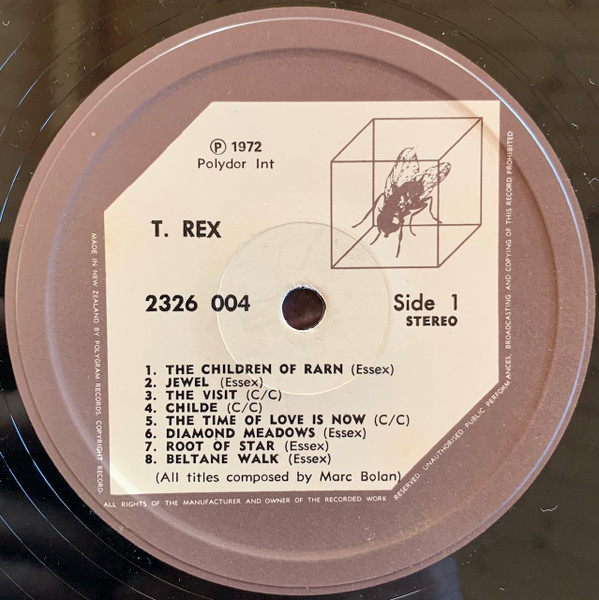 Ⓟ 1972
Polydor Int
T. REX
2326 004
Side 1
STEREO
1. THE CHILDREN OF RARN (Essex)
2. JEWEL (Essex)
3. THE VISIT (C/C)
4. CHILDE (C/C)
5. THE TIME OF LOVE IS NOW (C/C)
6. DIAMOND MEADOWS (Essex)
7. ROOT OF STAR (Essex)
8. BELTANE WALK (Essex)
(All titles composed by Marc Bolan)
MADE IN NEW ZEALAND BY POLYGRAM RECORDS. COPYRIGHT RECORD·
ALL RIGHTS OF THE MANUFACTURER AND OWNER OF THE RECORDED WORK RESERVED. UNAUTHORISED PUBLIC PERFORMANCES, BROADCASTING AND COPYING OF THIS RECORD PROHIBITED